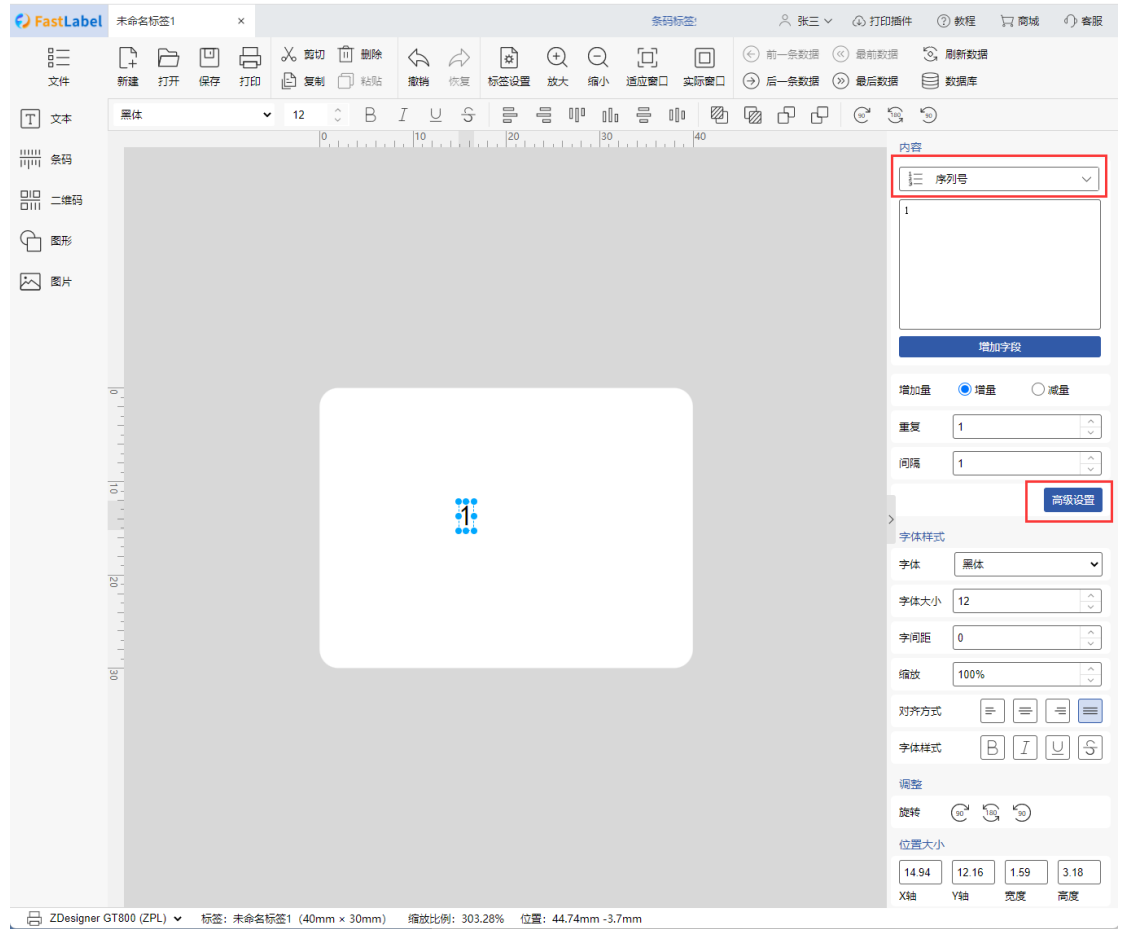 FastLabel 未命名标签1 × 条码标签! 张三 打印插件 教程 商城 客服
剪切 删除 前一条数据 最前数据 刷新数据
文件 新建 打开 保存 打印 复制 粘贴 撤销 恢复 标签设置 放大 缩小 适应窗口 实际窗口 后一条数据 最后数据 数据库
文本 黑体 12 B I U S 90 180 90
0 10 20 30 40
条码
二维码
图形
图片
0
10
20
30
1
内容
序列号
1
增加字段
增加量 增量 减量
重复 1
间隔 1
高级设置
字体样式
字体 黑体
字体大小 12
字间距 0
缩放 100%
对齐方式
字体样式 B I U S
调整
旋转 90 180 90
位置大小
14.94 12.16 1.59 3.18
X轴 Y轴 宽度 高度
ZDesigner GT800 (ZPL) 标签: 未命名标签1 (40mm × 30mm) 缩放比例: 303.28% 位置: 44.74mm -3.7mm